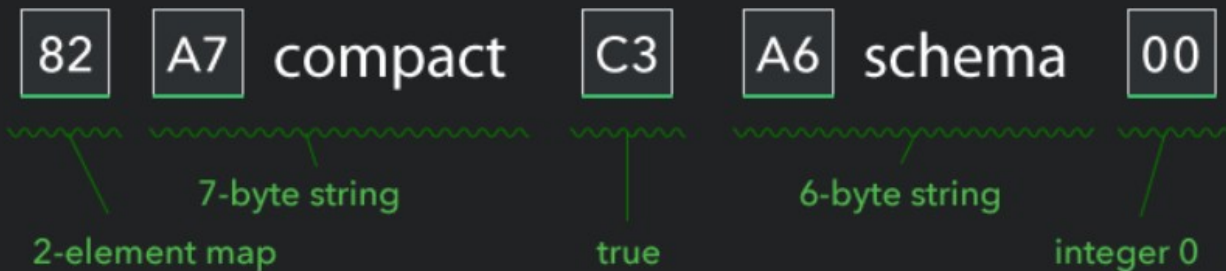 82 A7 compact C3 A6 schema 00
7-byte string 6-byte string
2-element map true integer 0